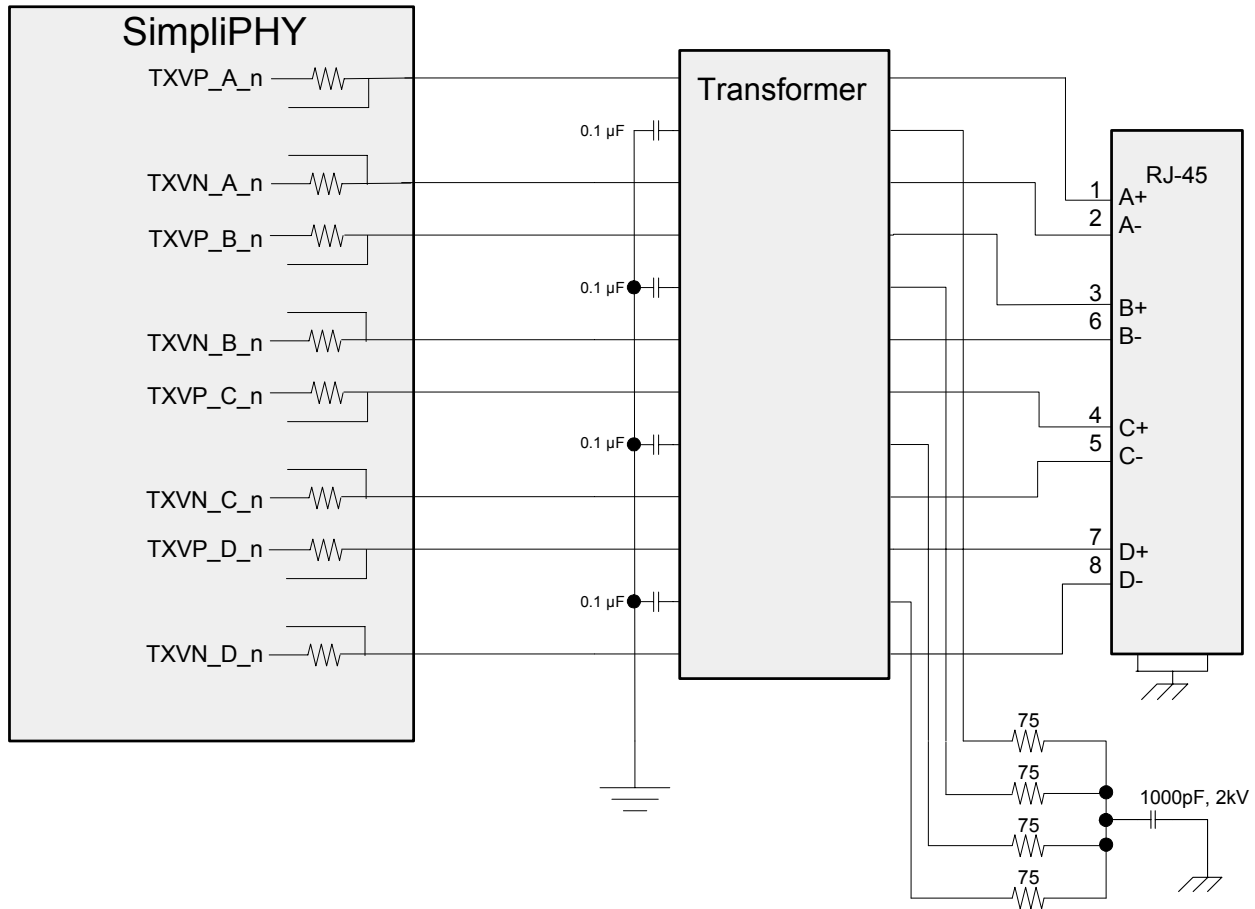 SimpliPHY
TXVP_A_n
TXVN_A_n
TXVP_B_n
TXVN_B_n
TXVP_C_n
TXVN_C_n
TXVP_D_n
TXVN_D_n
0.1 µF
0.1 µF
0.1 µF
0.1 µF
Transformer
RJ-45
1 A+
2 A-
3 B+
6 B-
4 C+
5 C-
7 D+
8 D-
75
75
75
75
1000pF, 2kV